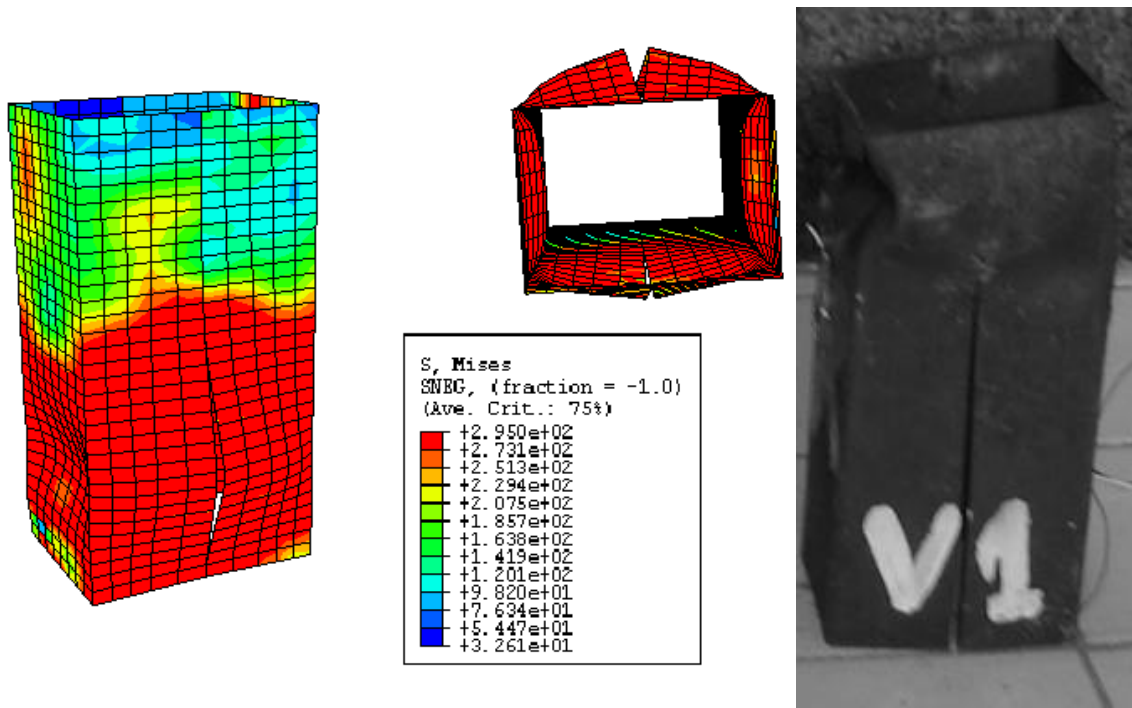 S, Mises
SNEG, (fraction = -1.0)
(Ave. Crit.: 75%)
+2.950e+02
+2.731e+02
+2.513e+02
+2.294e+02
+2.075e+02
+1.857e+02
+1.638e+02
+1.419e+02
+1.201e+02
+9.820e+01
+7.634e+01
+5.447e+01
+3.261e+01
V1